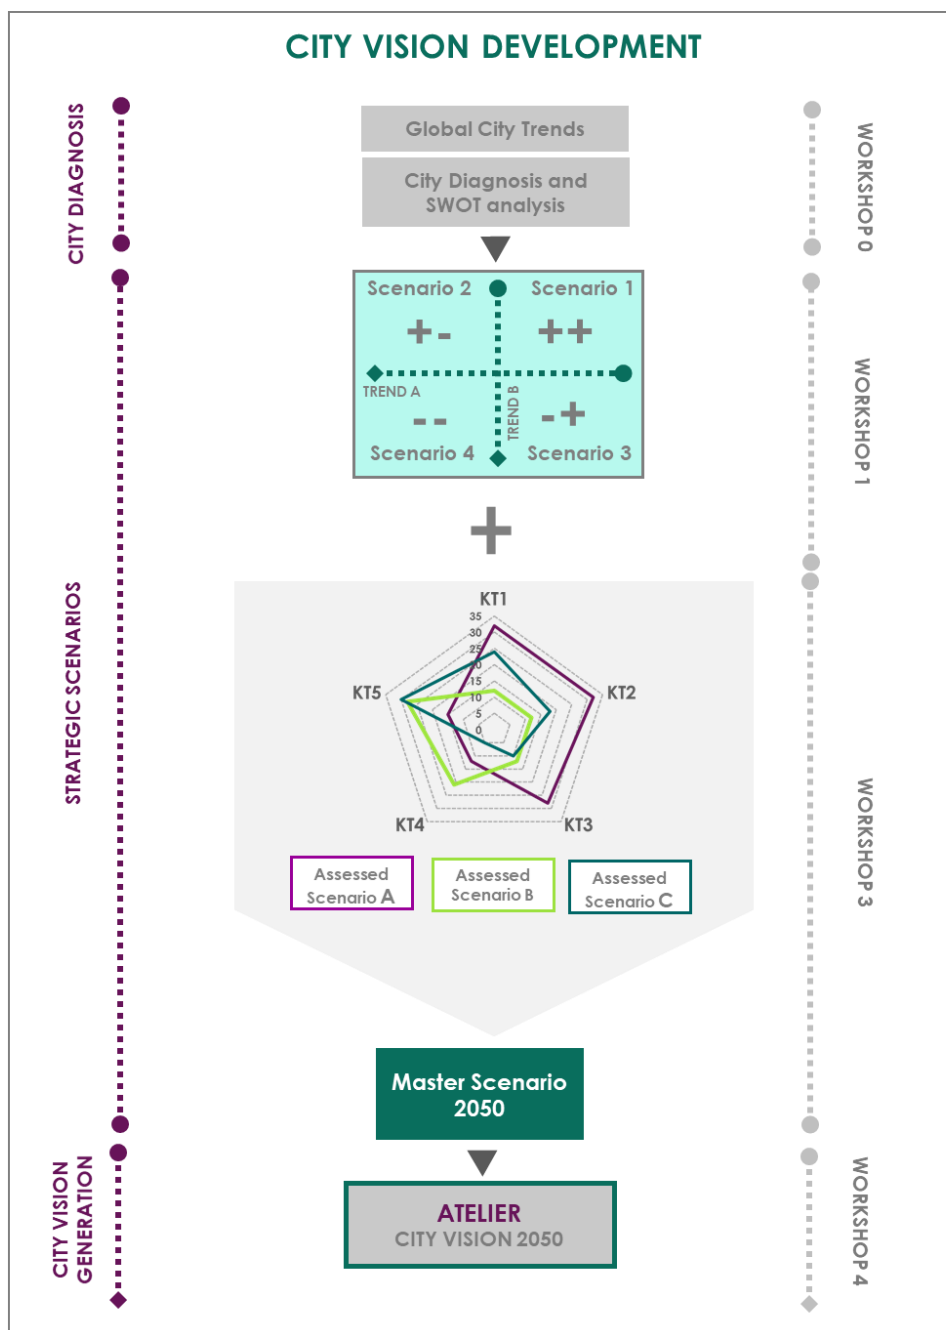 CITY VISION DEVELOPMENT
CITY DIAGNOSIS
Global City Trends
City Diagnosis and
SWOT analysis
WORKSHOP 0
STRATEGIC SCENARIOS
Scenario 2
Scenario 1
+-
++
TREND A
TREND B
--
-+
Scenario 4
Scenario 3
WORKSHOP 1
+
KT1
35
30
25
20
15
10
5
0
KT2
KT3
KT4
KT5
Assessed
Scenario A
Assessed
Scenario B
Assessed
Scenario C
WORKSHOP 3
Master Scenario
2050
CITY VISION
GENERATION
ATELIER
CITY VISION 2050
WORKSHOP 4